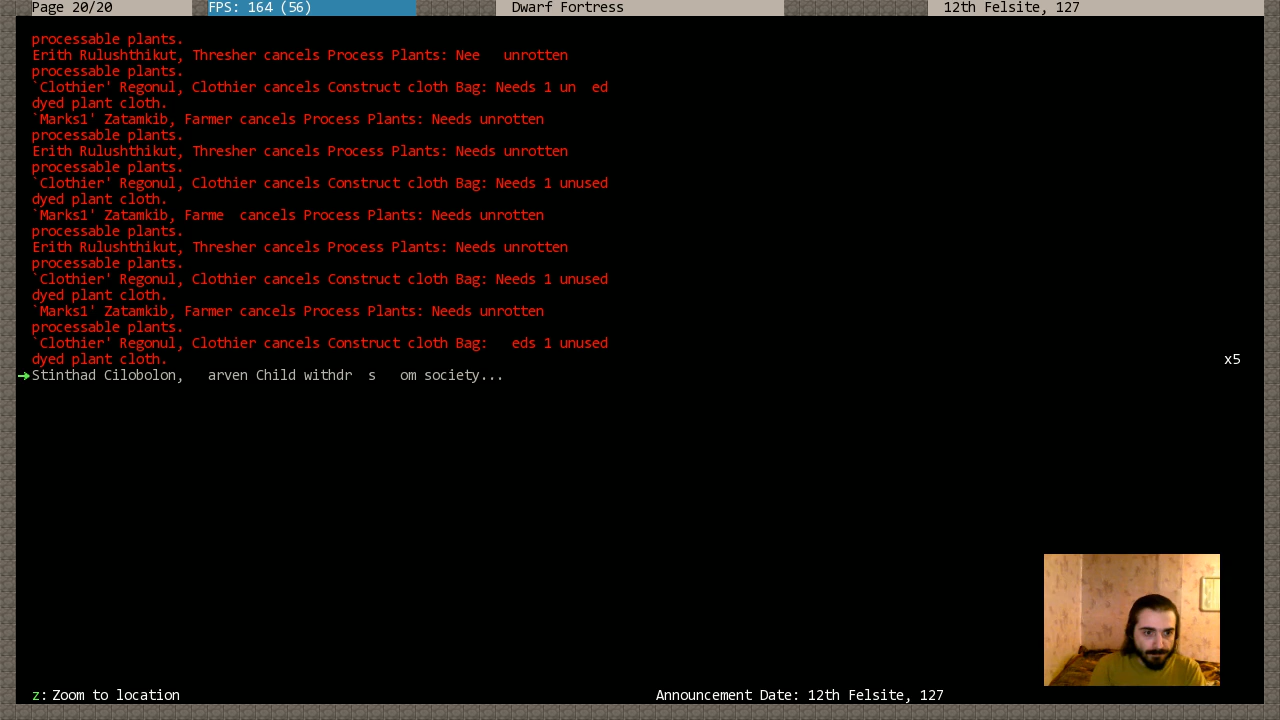 Page 20/20 FPS: 164 (56) Dwarf Fortress 12th Felsite, 127
processable plants.
Erith Rulushthikut, Thresher cancels Process Plants: Nee unrotten
processable plants.
`Clothier' Regonul, Clothier cancels Construct cloth Bag: Needs 1 un ed
dyed plant cloth.
`Marks1' Zatamkib, Farmer cancels Process Plants: Needs unrotten
processable plants.
Erith Rulushthikut, Thresher cancels Process Plants: Needs unrotten
processable plants.
`Clothier' Regonul, Clothier cancels Construct cloth Bag: Needs 1 unused
dyed plant cloth.
`Marks1' Zatamkib, Farme cancels Process Plants: Needs unrotten
processable plants.
Erith Rulushthikut, Thresher cancels Process Plants: Needs unrotten
processable plants.
`Clothier' Regonul, Clothier cancels Construct cloth Bag: Needs 1 unused
dyed plant cloth.
`Marks1' Zatamkib, Farmer cancels Process Plants: Needs unrotten
processable plants.
`Clothier' Regonul, Clothier cancels Construct cloth Bag: eds 1 unused
dyed plant cloth. x5
Stinthad Cilobolon, arven Child withdr s om society...
z: Zoom to location Announcement Date: 12th Felsite, 127